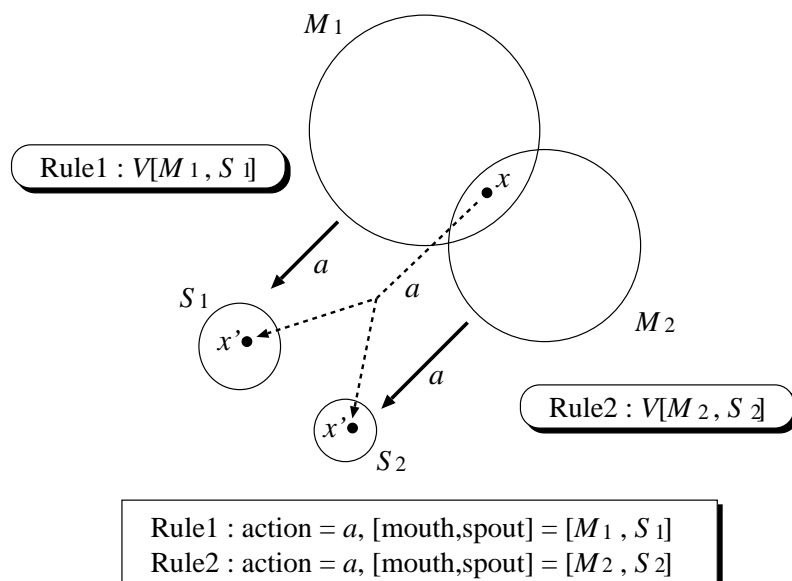 M1
x
Rule1 : V[M1 , S1]
a
a
S1
x’
M2
a
Rule2 : V[M2 , S2]
x’
S2
Rule1 : action = a, [mouth,spout] = [M1 , S1]
Rule2 : action = a, [mouth,spout] = [M2 , S2]